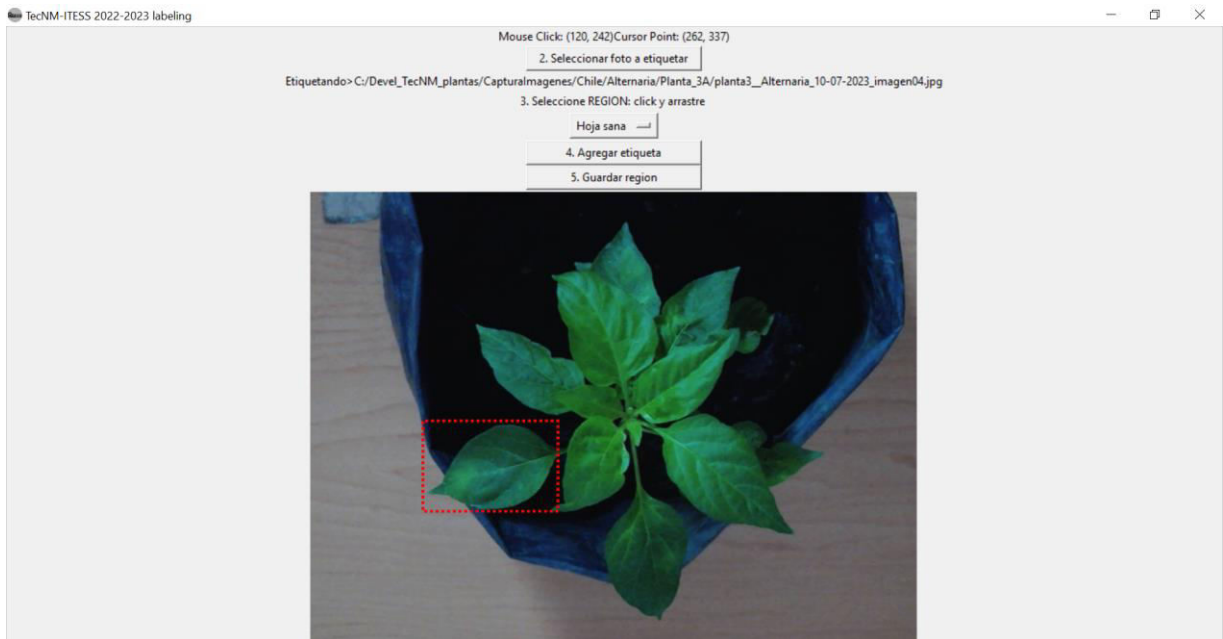 TecNM-ITESS 2022-2023 labeling
Mouse Click: (120, 242)Cursor Point: (262, 337)
2. Seleccionar foto a etiquetar
Etiquetando>C:/Devel_TecNM_plantas/CapturaImagenes/Chile/Alternaria/Planta_3A/planta3__Alternaria_10-07-2023_imagen04.jpg
3. Seleccione REGION: click y arrastre
Hoja sana
4. Agregar etiqueta
5. Guardar region